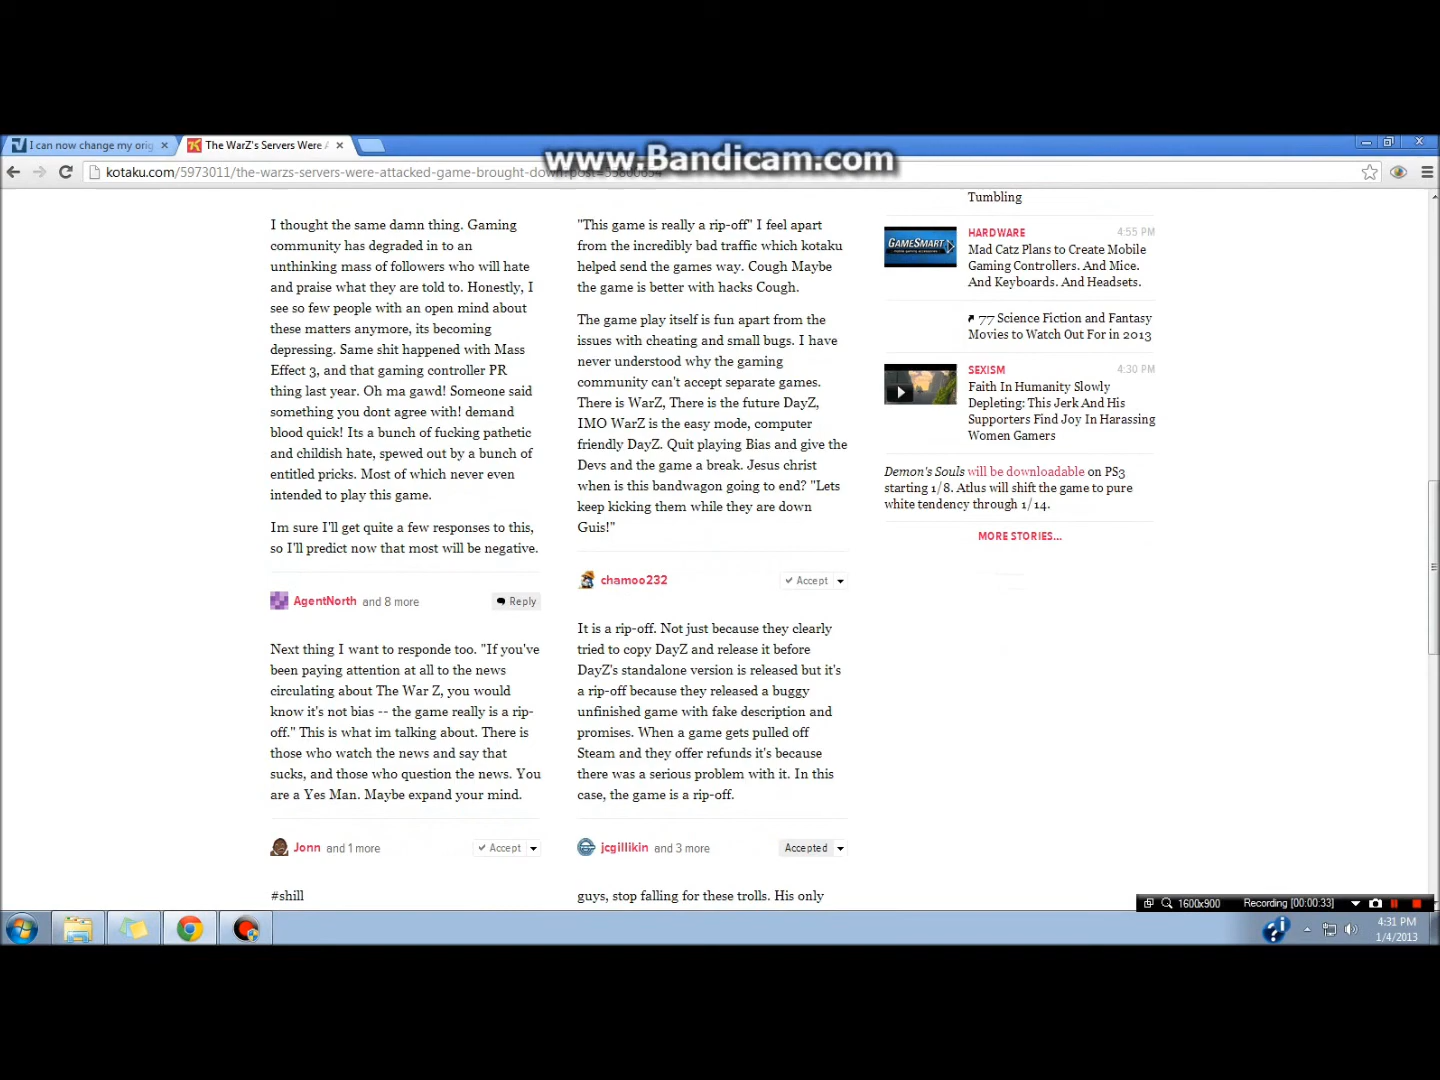 I can now change my orig
The WarZ's Servers Were A
www.Bandicam.com
kotaku.com/5973011/the-warzs-servers-were-attacked-game-brought-down?post=
I thought the same damn thing. Gaming
community has degraded in to an
unthinking mass of followers who will hate
and praise what they are told to. Honestly, I
see so few people with an open mind about
these matters anymore, its becoming
depressing. Same shit happened with Mass
Effect 3, and that gaming controller PR
thing last year. Oh ma gawd! Someone said
something you dont agree with! demand
blood quick! Its a bunch of fucking pathetic
and childish hate, spewed out by a bunch of
entitled pricks. Most of which never even
intended to play this game.
Im sure I'll get quite a few responses to this,
so I'll predict now that most will be negative.
AgentNorth and 8 more
Reply
Next thing I want to responde too. "If you've
been paying attention at all to the news
circulating about The War Z, you would
know it's not bias -- the game really is a rip-
off." This is what im talking about. There is
those who watch the news and say that
sucks, and those who question the news. You
are a Yes Man. Maybe expand your mind.
Jonn and 1 more
Accept
#shill
"This game is really a rip-off" I feel apart
from the incredibly bad traffic which kotaku
helped send the games way. Cough Maybe
the game is better with hacks Cough.
The game play itself is fun apart from the
issues with cheating and small bugs. I have
never understood why the gaming
community can't accept separate games.
There is WarZ, There is the future DayZ,
IMO WarZ is the easy mode, computer
friendly DayZ. Quit playing Bias and give the
Devs and the game a break. Jesus christ
when is this bandwagon going to end? "Lets
keep kicking them while they are down
Guis!"
chamoo232
Accept
It is a rip-off. Not just because they clearly
tried to copy DayZ and release it before
DayZ's standalone version is released but it's
a rip-off because they released a buggy
unfinished game with fake description and
promises. When a game gets pulled off
Steam and they offer refunds it's because
there was a serious problem with it. In this
case, the game is a rip-off.
jcgillikin and 3 more
Accepted
guys, stop falling for these trolls. His only
Tumbling
GAMESMART
HARDWARE
4:55 PM
Mad Catz Plans to Create Mobile
Gaming Controllers. And Mice.
And Keyboards. And Headsets.
77 Science Fiction and Fantasy
Movies to Watch Out For in 2013
SEXISM
4:30 PM
Faith In Humanity Slowly
Depleting: This Jerk And His
Supporters Find Joy In Harassing
Women Gamers
Demon's Souls will be downloadable on PS3
starting 1/8. Atlus will shift the game to pure
white tendency through 1/14.
MORE STORIES...
1600x900
Recording [00:00:33]
4:31 PM
1/4/2013